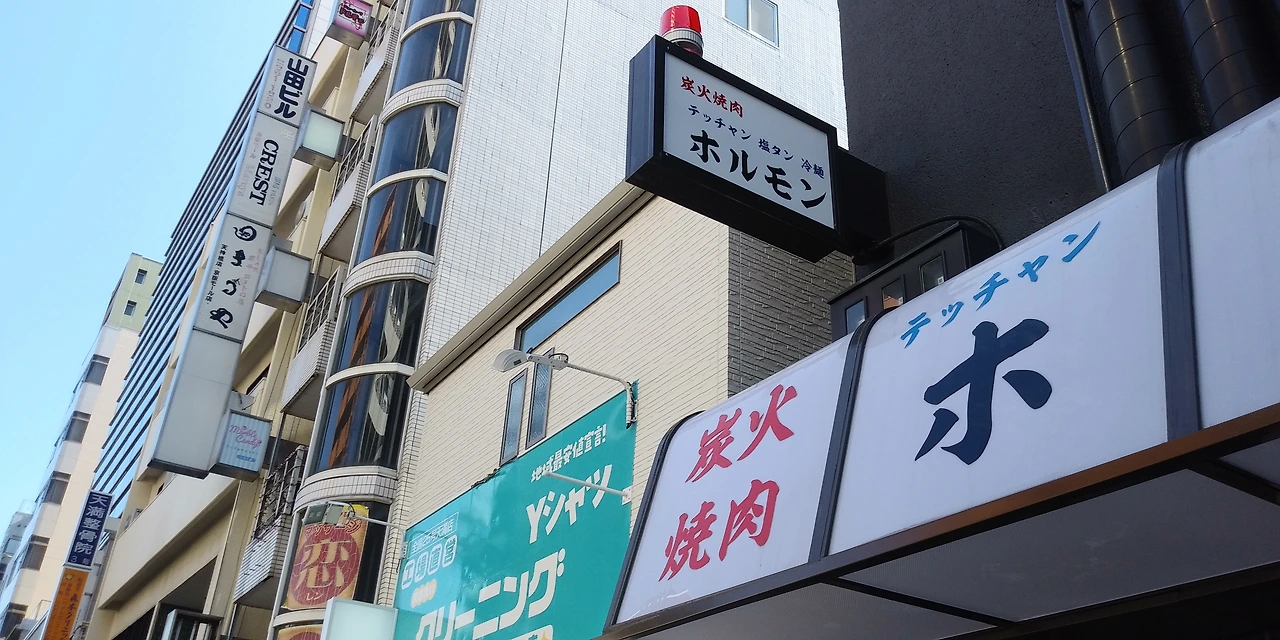 山田ビル
CREST
天満整骨院
恋
地域最安値宣言!
Yシャツ
クリーニング
炭火焼肉
テッチャン 塩タン 冷麺
ホルモン
炭火
焼肉
テッチャン
ホ